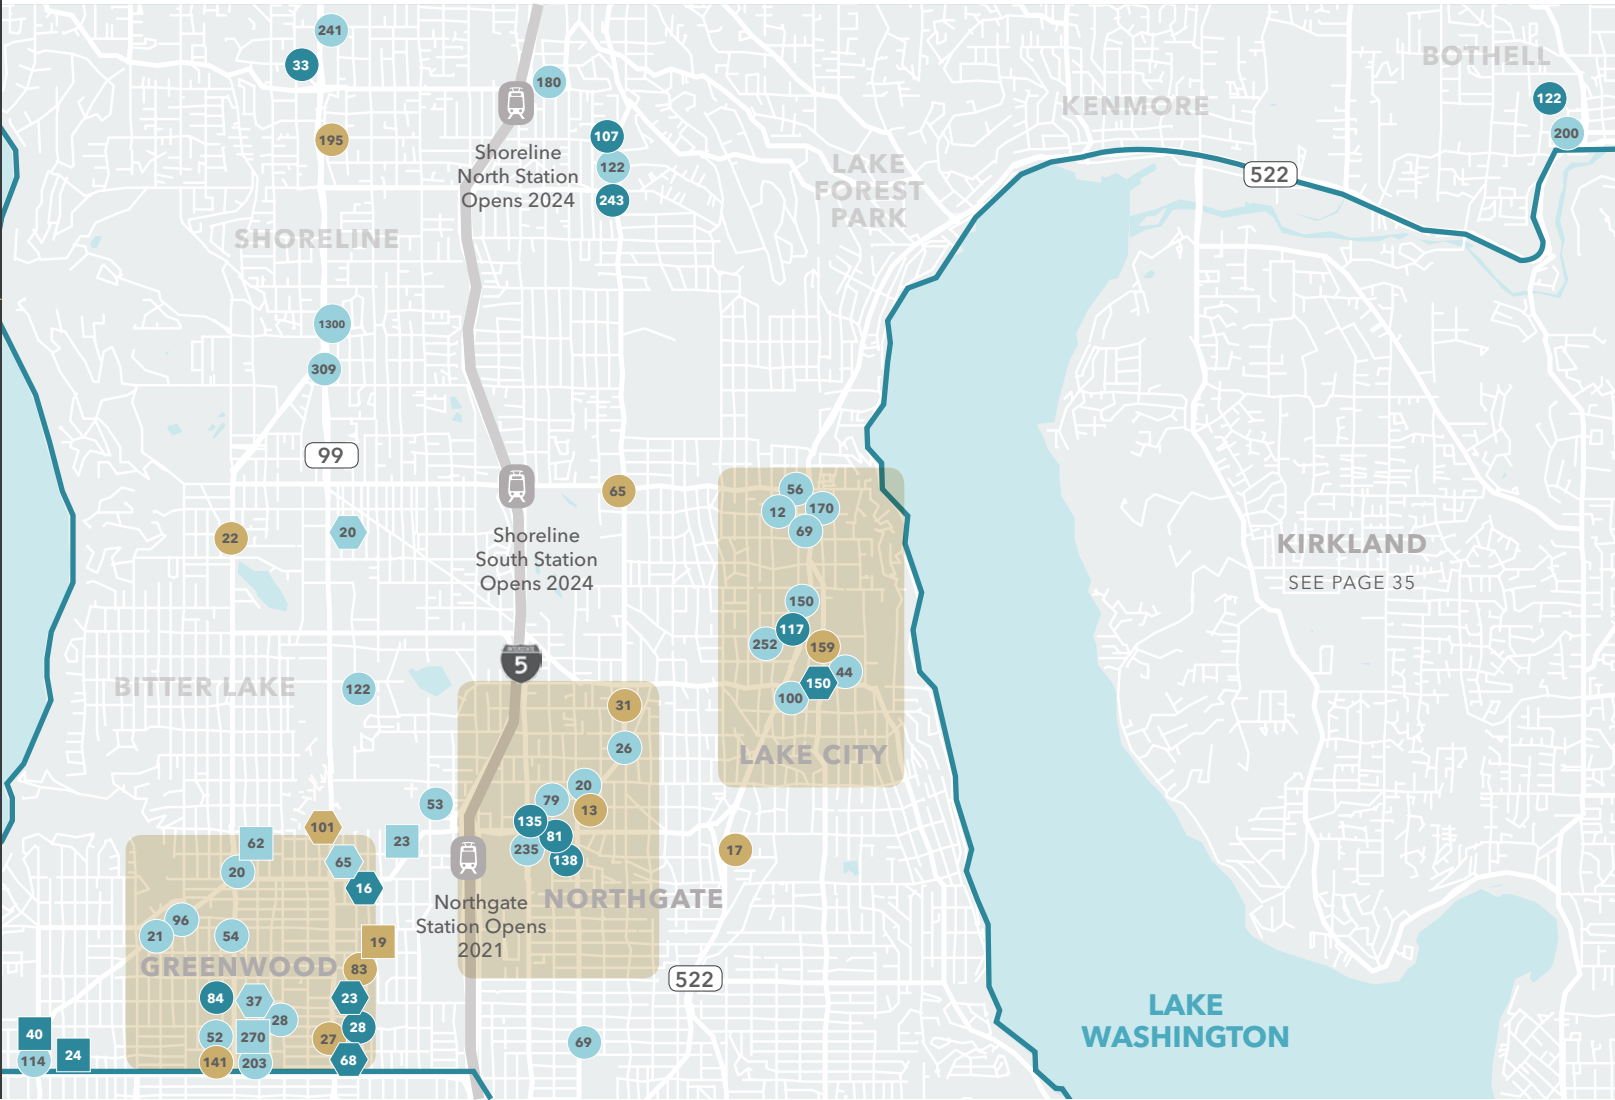 241
33
180
BOTHELL
122
200
KENMORE
195
107
122
243
Shoreline
North Station
Opens 2024
LAKE
FOREST
PARK
522
SHORELINE
1300
309
99
65
56
12
170
69
22
20
Shoreline
South Station
Opens 2024
KIRKLAND
SEE PAGE 35
150
117
252
159
44
150
100
INTERSTATE
5
BITTER LAKE
122
31
26
LAKE CITY
53
20
79
13
135
81
235
138
17
101
62
23
65
20
16
NORTHGATE
Northgate
Station Opens
2021
96
21
54
19
GREENWOOD
83
522
84
37
23
28
28
52
270
27
141
203
68
40
114
24
69
LAKE
WASHINGTON